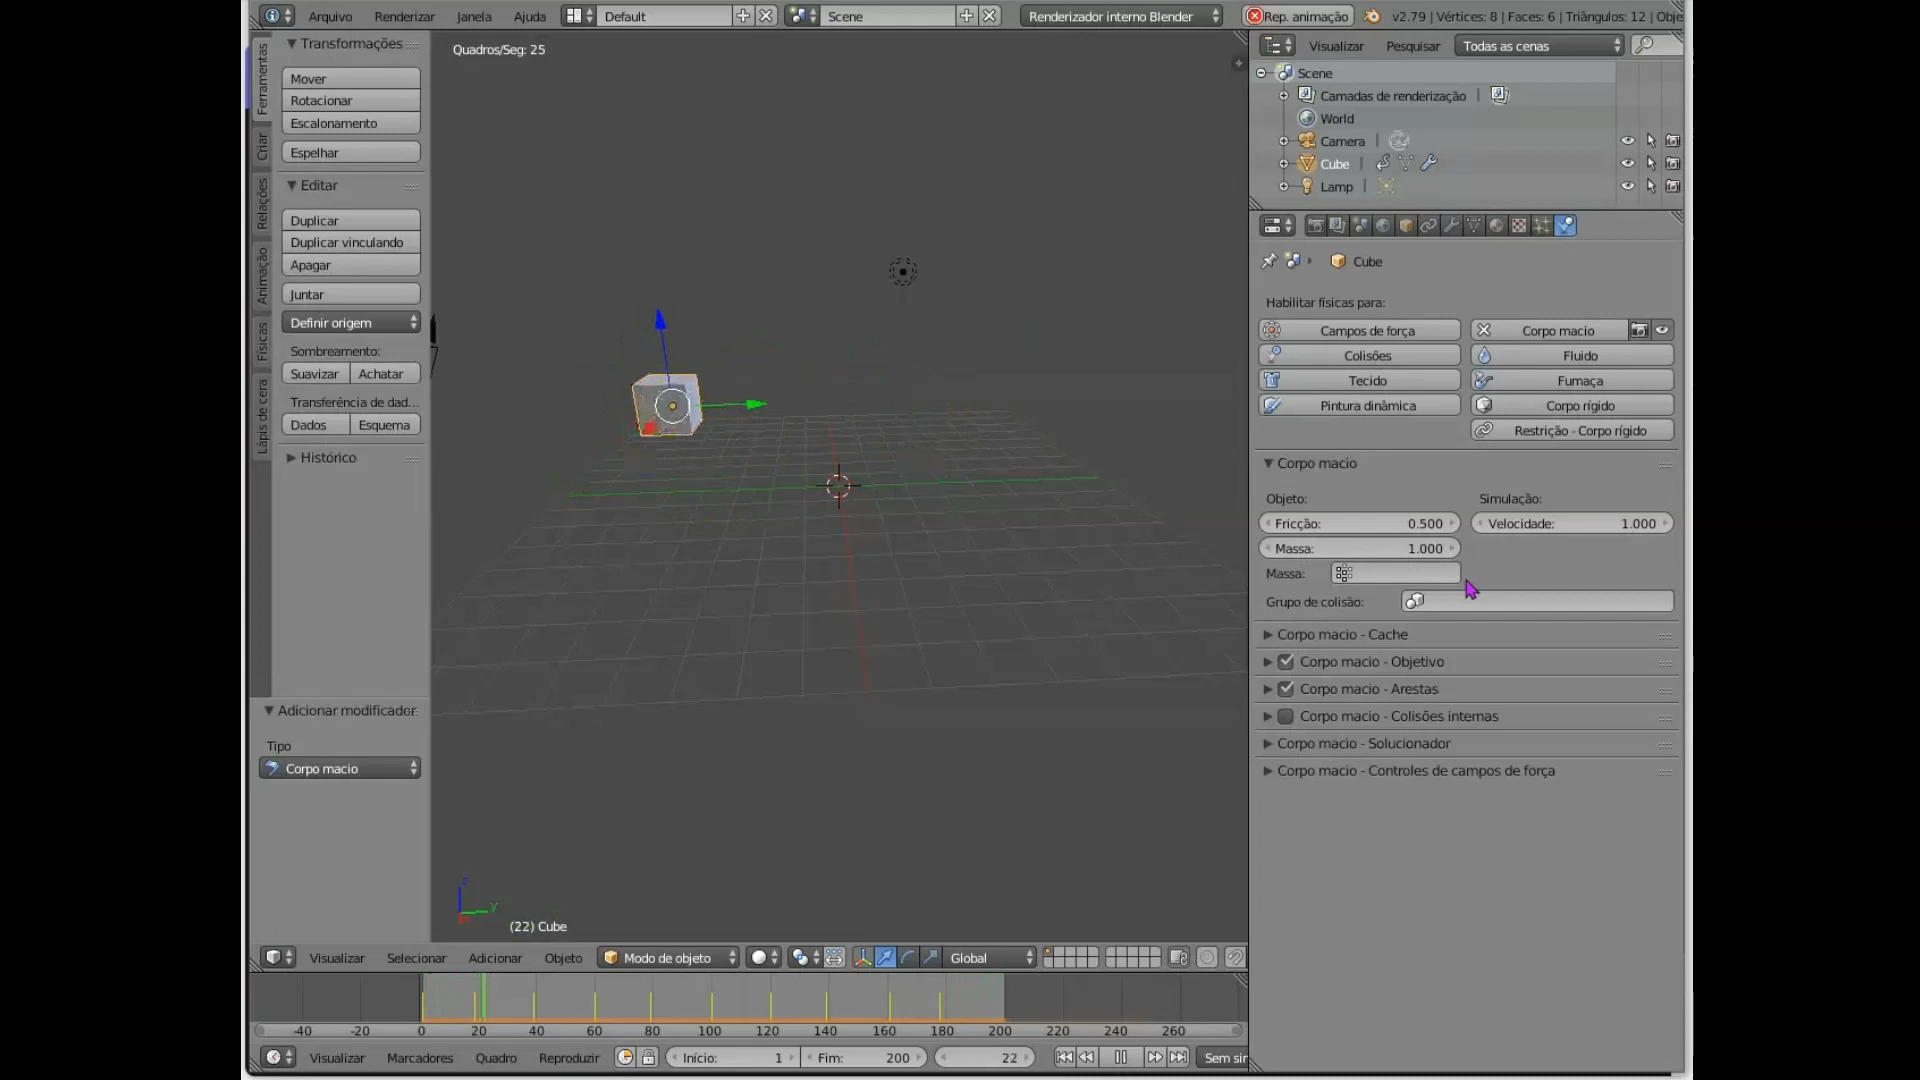 Arquivo Renderizar Janela Ajuda Default Scene Renderizador interno Blender Rep. animação v2.79 | Vértices: 8 | Faces: 6 | Triângulos: 12 | Obje
Ferramentas
Criar
Relações
Animação
Físicas
Lápis de cera
Transformações
Mover
Rotacionar
Escalonamento
Espelhar
Editar
Duplicar
Duplicar vinculando
Apagar
Juntar
Definir origem
Sombreamento:
Suavizar Achatar
Transferência de dad...
Dados Esquema
Histórico
Adicionar modificador
Tipo
Corpo macio
Quadros/Seg: 25
z
y
(22) Cube
Visualizar Selecionar Adicionar Objeto Modo de objeto Global
-40 -20 0 20 40 60 80 100 120 140 160 180 200 220 240 260
Visualizar Marcadores Quadro Reproduzir Início: 1 Fim: 200 22 Sem sir
Visualizar Pesquisar Todas as cenas
Scene
Camadas de renderização
World
Camera
Cube
Lamp
Cube
Habilitar físicas para:
Campos de força Corpo macio
Colisões Fluido
Tecido Fumaça
Pintura dinâmica Corpo rígido
Restrição - Corpo rígido
Corpo macio
Objeto: Simulação:
Fricção: 0.500 Velocidade: 1.000
Massa: 1.000
Massa:
Grupo de colisão:
Corpo macio - Cache
Corpo macio - Objetivo
Corpo macio - Arestas
Corpo macio - Colisões internas
Corpo macio - Solucionador
Corpo macio - Controles de campos de força